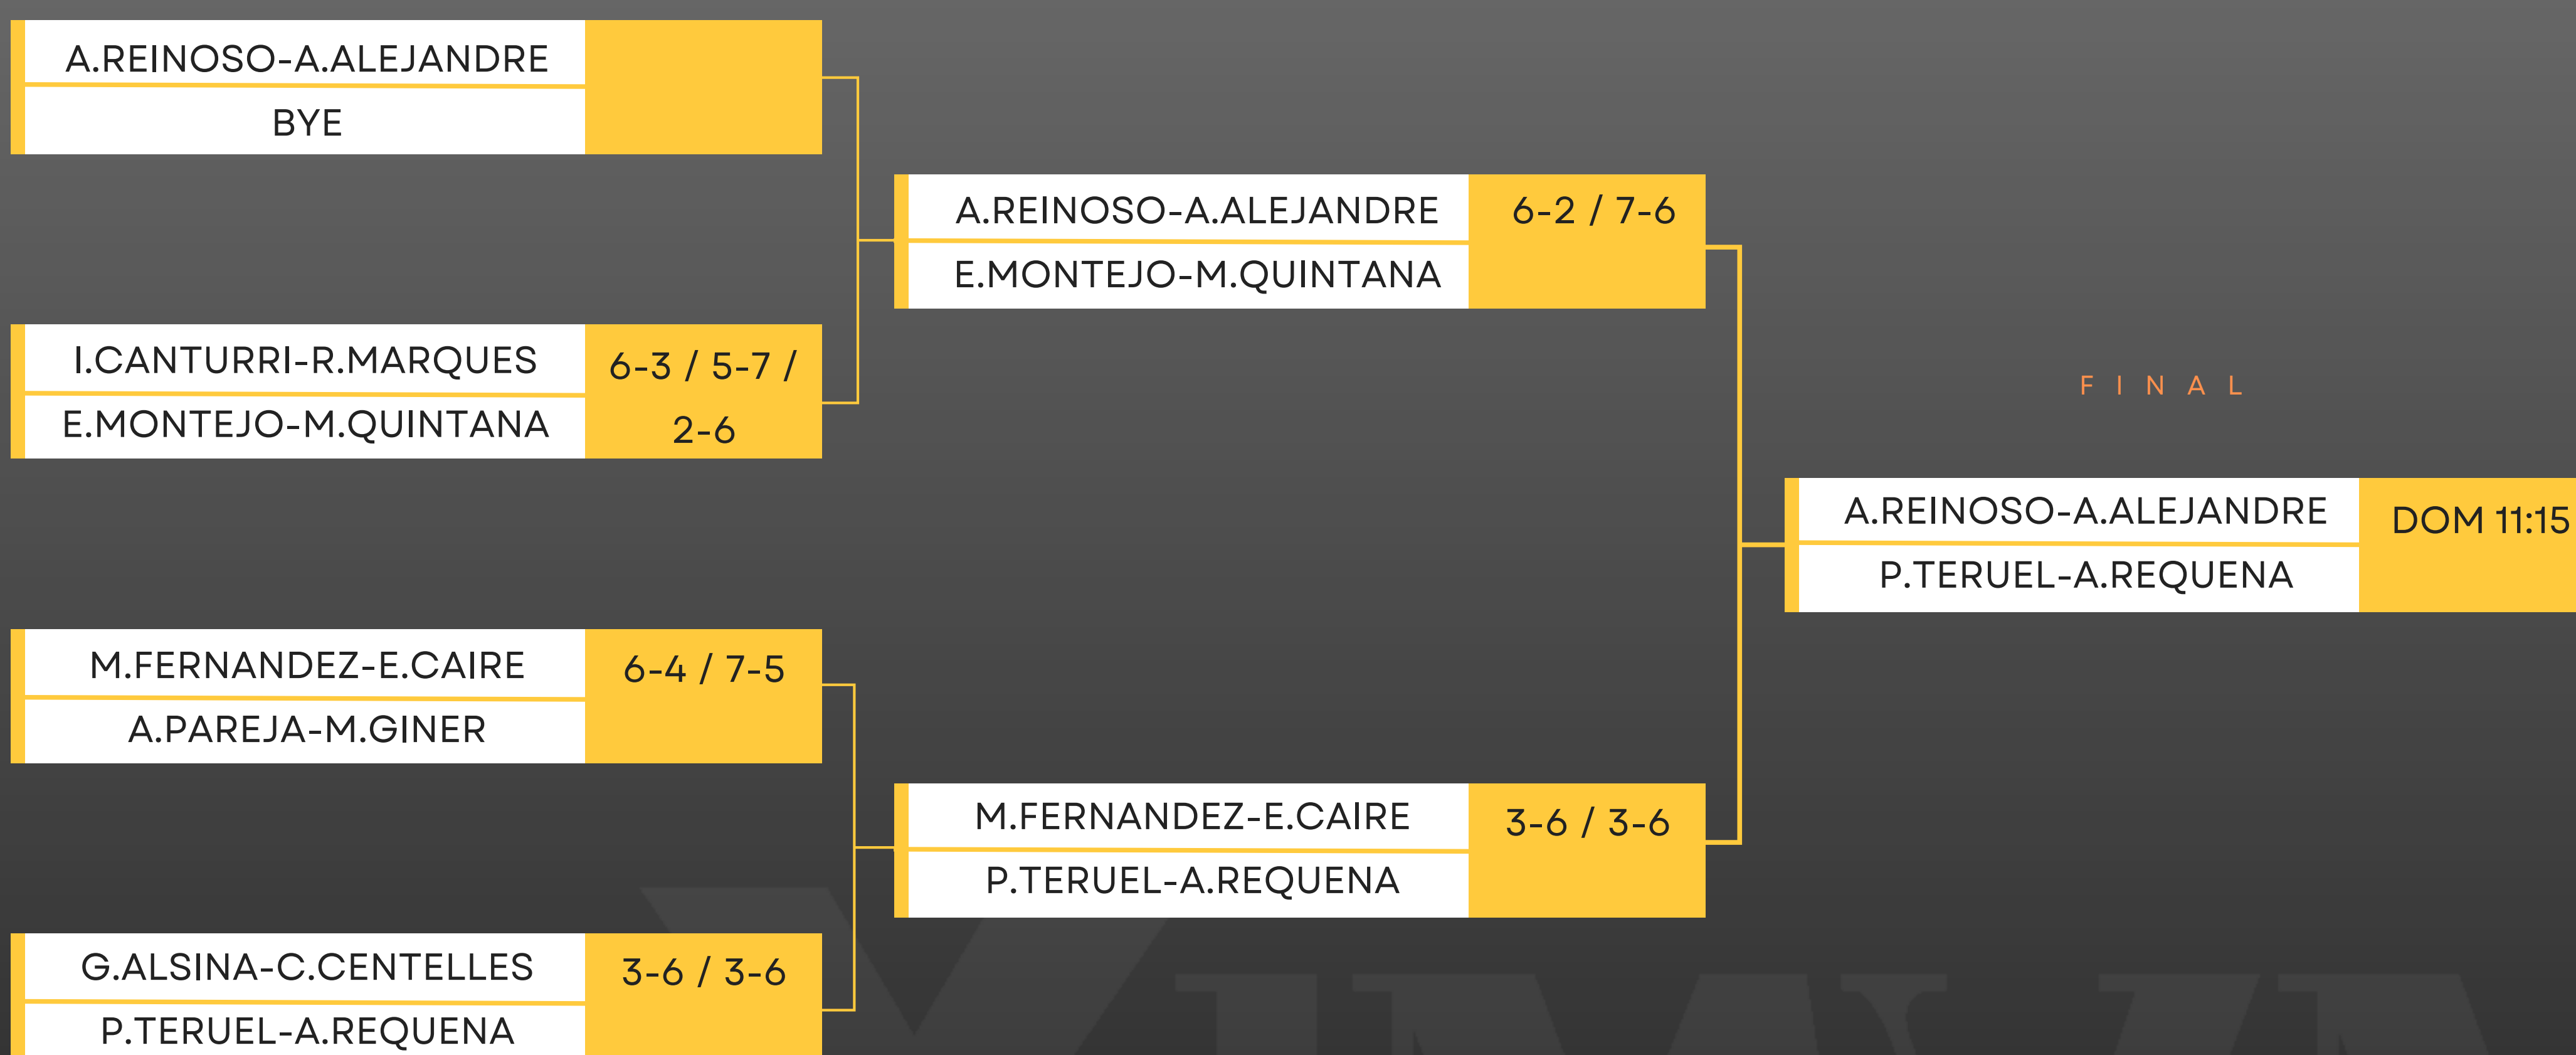 A.REINOSO-A.ALEJANDRE
BYE
I.CANTURRI-R.MARQUES
E.MONTEJO-M.QUINTANA
6-3 / 5-7 /
2-6
M.FERNANDEZ-E.CAIRE
A.PAREJA-M.GINER
6-4 / 7-5
G.ALSINA-C.CENTELLES
P.TERUEL-A.REQUENA
3-6 / 3-6
A.REINOSO-A.ALEJANDRE
E.MONTEJO-M.QUINTANA
6-2 / 7-6
M.FERNANDEZ-E.CAIRE
P.TERUEL-A.REQUENA
3-6 / 3-6
FINAL
A.REINOSO-A.ALEJANDRE
P.TERUEL-A.REQUENA
DOM 11:15